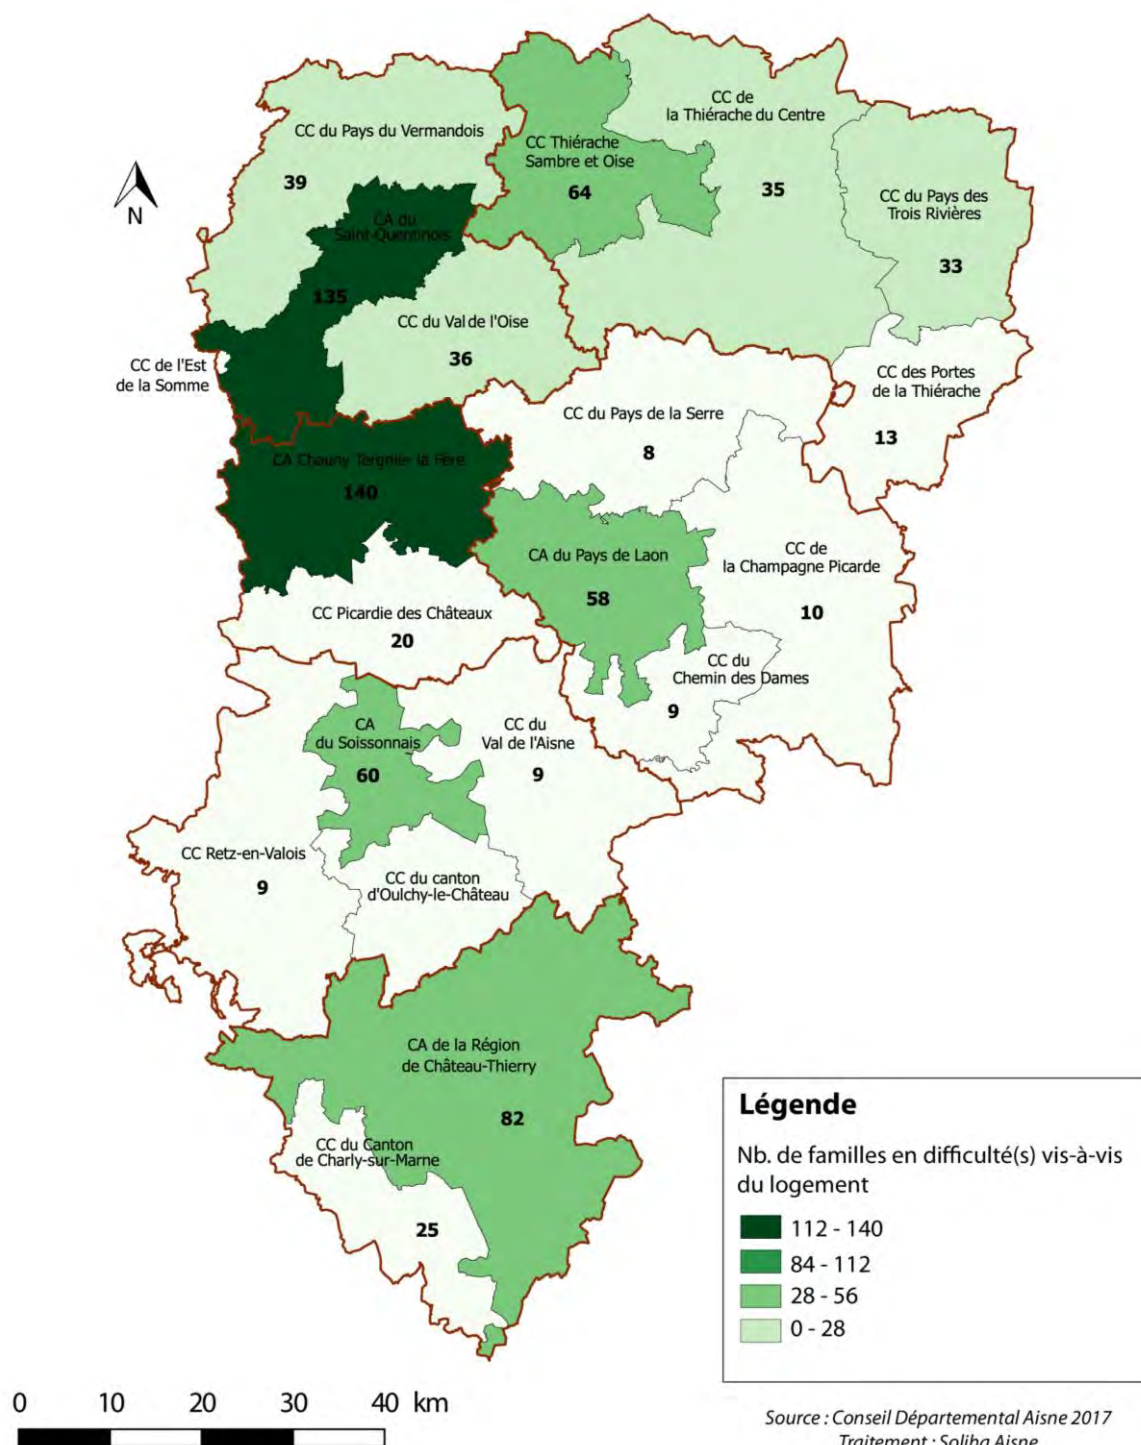 CC du Pays du Vermandois
39
CC Thiérache
Sambre et Oise
64
CC de
la Thiérache du Centre
35
CC du Pays des
Trois Rivières
33
N
CA du
Saint-Quentinois
135
CC du Val de l'Oise
36
CC de l'Est
de la Somme
CC des Portes
de la Thiérache
13
CC du Pays de la Serre
8
CA Chauny Tergnier la Fère
140
CA du Pays de Laon
58
CC de
la Champagne Picarde
10
CC Picardie des Châteaux
20
CC du
Chemin des Dames
9
CA
du Soissonnais
60
CC du
Val de l'Aisne
9
CC Retz-en-Valois
9
CC du canton
d'Oulchy-le-Château
CA de la Région
de Château-Thierry
82
CC du Canton
de Charly-sur-Marne
25
Légende
Nb. de familles en difficulté(s) vis-à-vis
du logement
112 - 140
84 - 112
28 - 56
0 - 28
0 10 20 30 40 km
Source : Conseil Départemental Aisne 2017
Traitement : Soliha Aisne